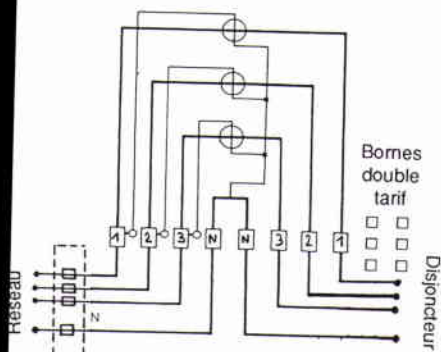 Bornes
double
tarif
1 2 3 N N 3 2 1
Réseau
N
Disjoncteur